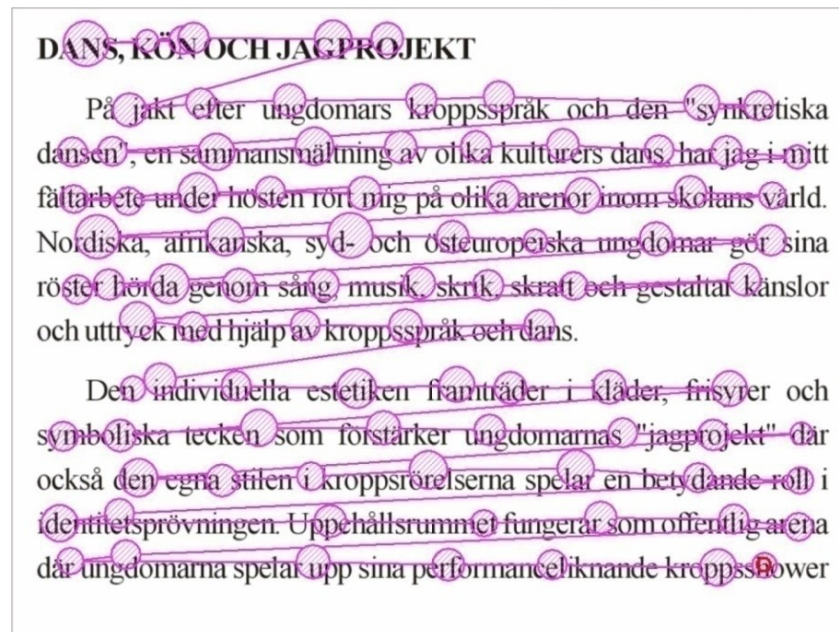 DANS, KÖN OCH JAGPROJEKT
På jakt efter ungdomars kroppsspråk och den "synkretiska
dansen", en sammansmältning av olika kulturers dans, har jag i mitt
fältarbete under hösten rört mig på olika arenor inom skolans värld.
Nordiska, afrikanska, syd- och östeuropeiska ungdomar gör sina
röster hörda genom sång, musik, skrik, skratt och gestaltar känslor
och uttryck med hjälp av kroppsspråk och dans.
Den individuella estetiken framträder i kläder, frisyrer och
symboliska tecken som förstärker ungdomarnas "jagprojekt" där
också den egna stilen i kroppsrörelserna spelar en betydande roll i
identitetsprövningen. Uppehållsrummet fungerar som offentlig arena
där ungdomarna spelar upp sina performanceliknande kroppsshower